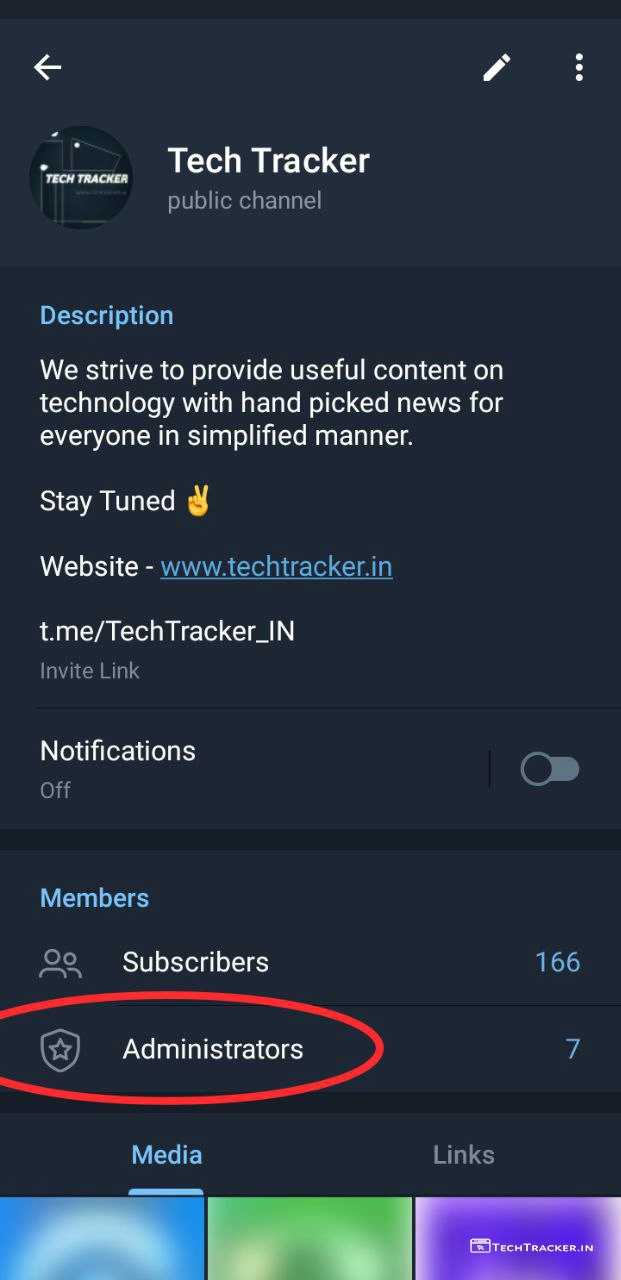 TECH TRACKER
Tech Tracker
public channel
Description
We strive to provide useful content on
technology with hand picked news for
everyone in simplified manner.
Stay Tuned ✌
Website - www.techtracker.in
t.me/TechTracker_IN
Invite Link
Notifications
Off
Members
Subscribers 166
Administrators 7
Media Links
TECHTRACKER.IN